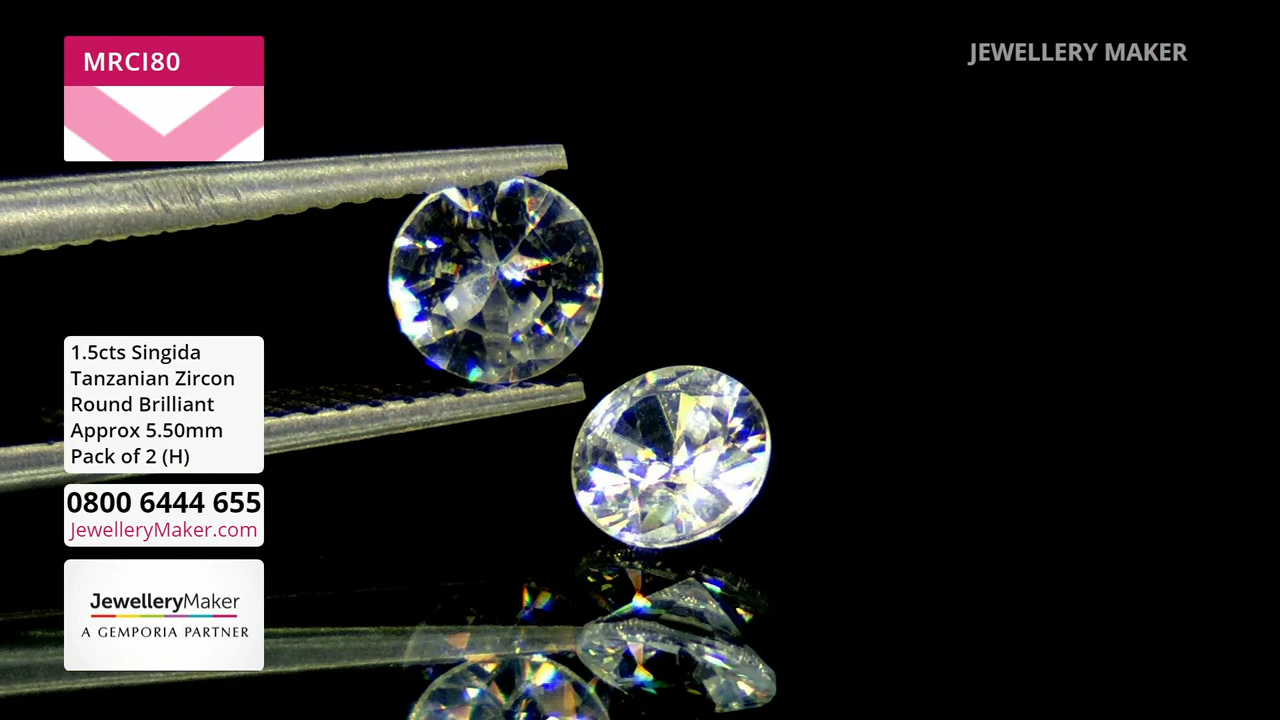 MRCI80
JEWELLERY MAKER
1.5cts Singida
Tanzanian Zircon
Round Brilliant
Approx 5.50mm
Pack of 2 (H)
0800 6444 655
JewelleryMaker.com
JewelleryMaker
A GEMPORIA PARTNER